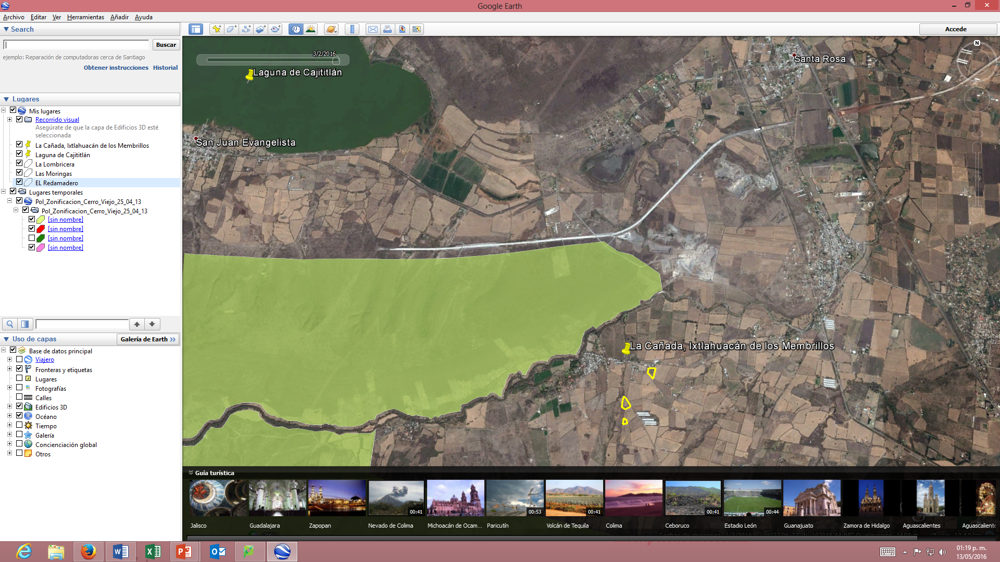 Google Earth
Archivo Editar Ver Herramientas Añadir Ayuda
Search
Buscar
ejemplo: Reparación de computadoras cerca de Santiago
Obtener instrucciones Historial
Lugares
Mis lugares
Recorrido visual
Asegúrate de que la capa de Edificios 3D esté
seleccionada
La Cañada, Ixtlahuacán de los Membrillos
Laguna de Cajititlán
La Lombricera
Las Moringas
EL Redamadero
Lugares temporales
Pol_Zonificacion_Cerro_Viejo_25_04_13
Pol_Zonificacion_Cerro_Viejo_25_04_13
[sin nombre]
[sin nombre]
[sin nombre]
[sin nombre]
Uso de capas
Galería de Earth >>
Base de datos principal
Viajero
Fronteras y etiquetas
Lugares
Fotografías
Calles
Edificios 3D
Océano
Tiempo
Galería
Concienciación global
Otros
Accede
3/2/2016
N
Laguna de Cajititlán
Santa Rosa
San Juan Evangelista
La Cañada, Ixtlahuacán de los Membrillos
Guía turística
00:41
00:53
00:41
00:41
00:44
Jalisco
Guadalajara
Zapopan
Nevado de Colima
Michoacán de Ocam...
Paricutín
Volcán de Tequila
Colima
Ceboruco
Estadio León
Guanajuato
Zamora de Hidalgo
Aguascalientes
Aguascaliente
01:19 p. m.
13/05/2016